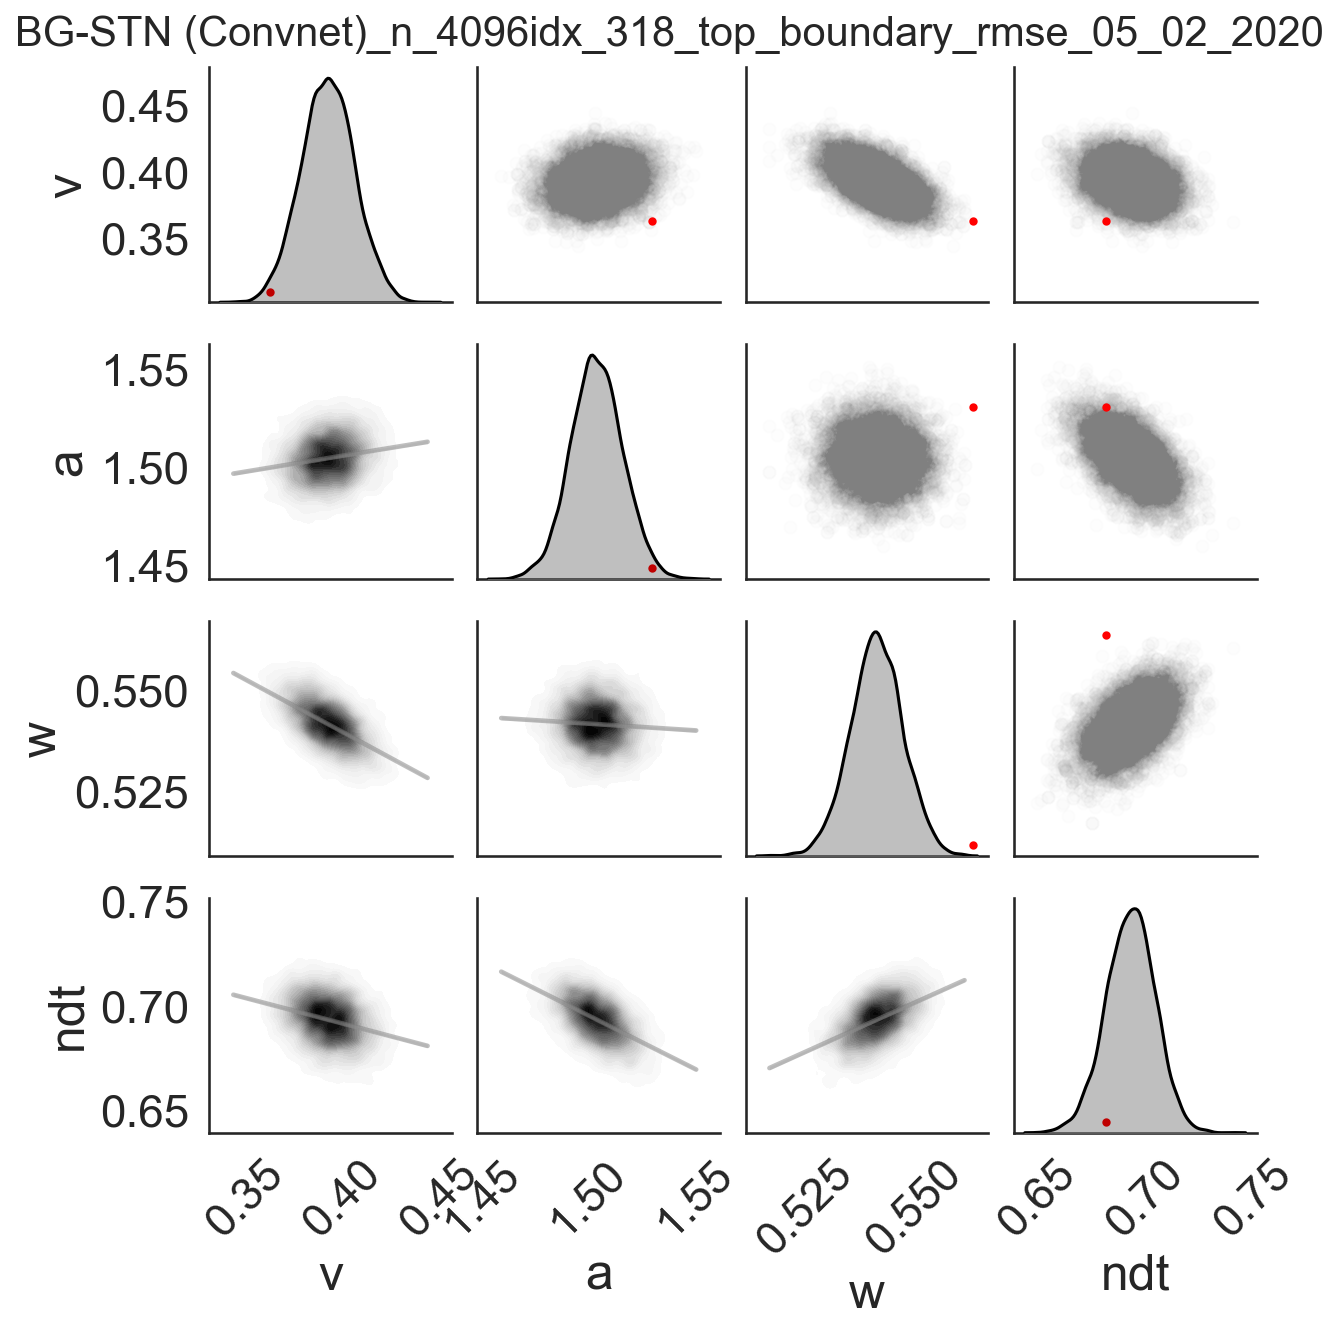 BG-STN (Convnet)_n_4096idx_318_top_boundary_rmse_05_02_2020
0.45
0.40
0.35
v
1.55
1.50
1.45
a
0.550
0.525
w
0.75
0.70
0.65
ndt
0.35 0.40 0.45 1.45 1.50 1.55 0.525 0.550 0.65 0.70 0.75
v a w ndt